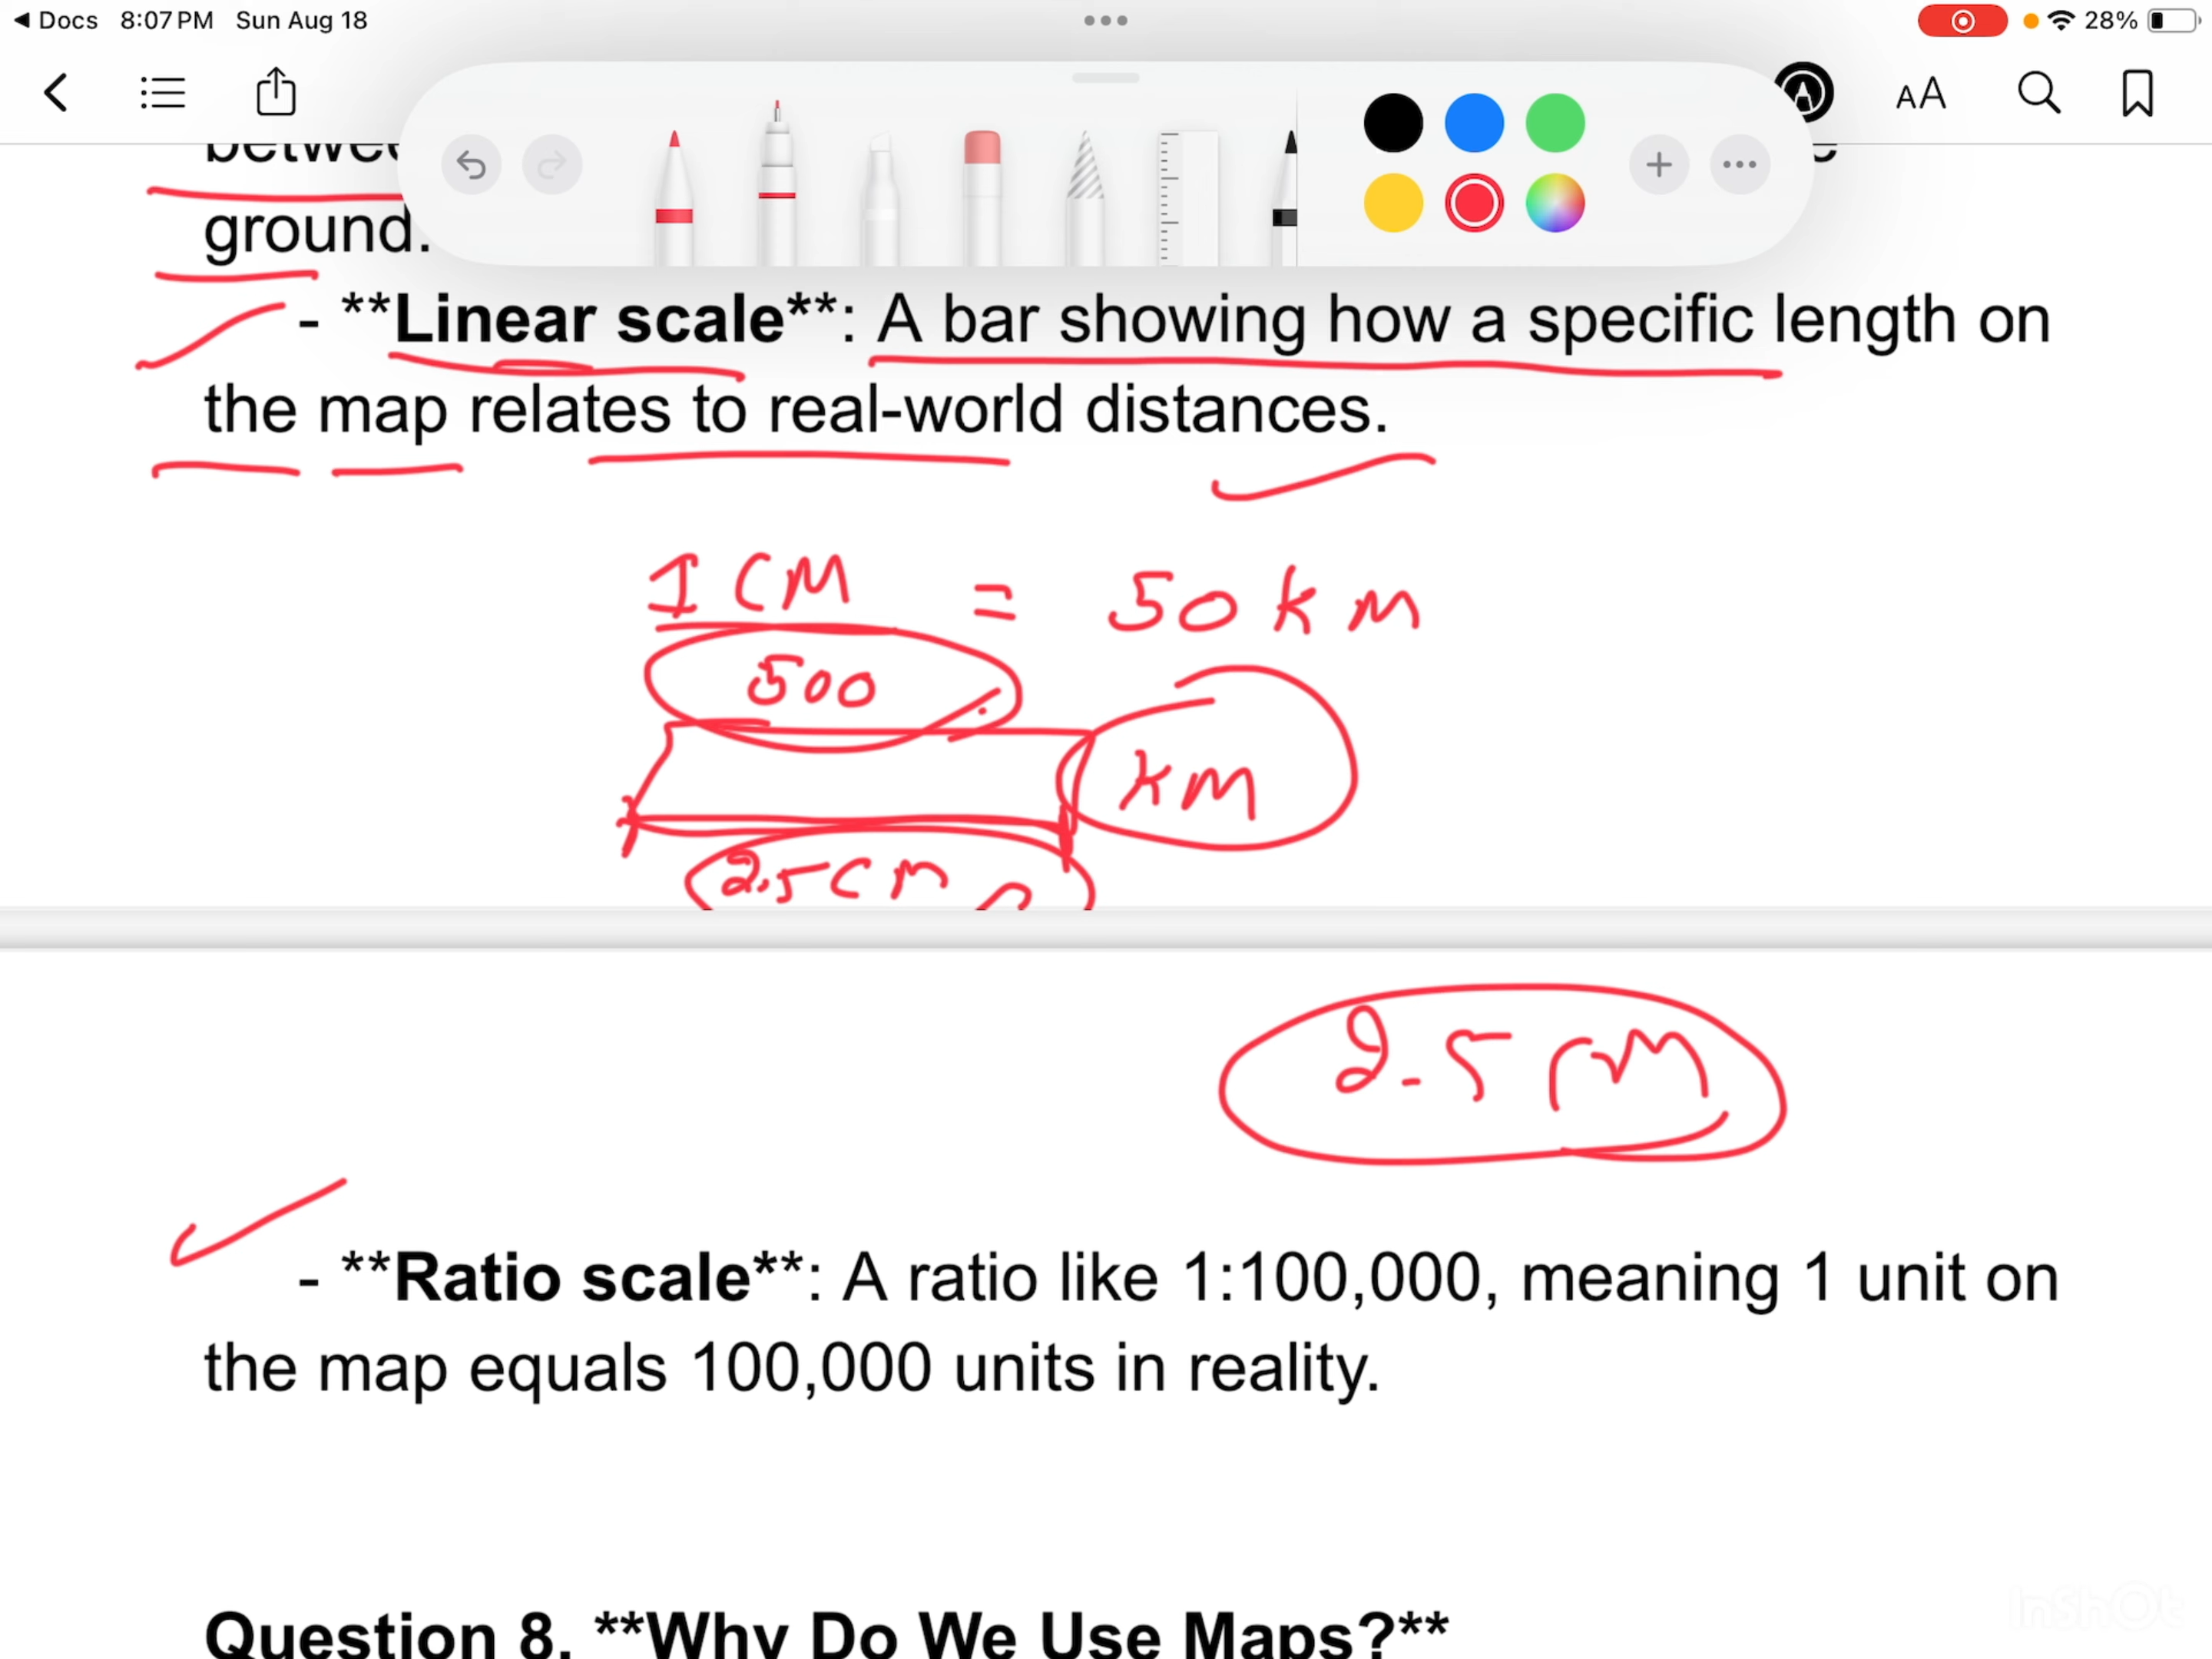 Docs 8:07 PM Sun Aug 18 28%
AA
ground.
- **Linear scale**: A bar showing how a specific length on
the map relates to real-world distances.
1 CM = 50 KM
500
KM
2.5 CM
2.5 CM
- **Ratio scale**: A ratio like 1:100,000, meaning 1 unit on
the map equals 100,000 units in reality.
Question 8. **Why Do We Use Maps?**
InShOt